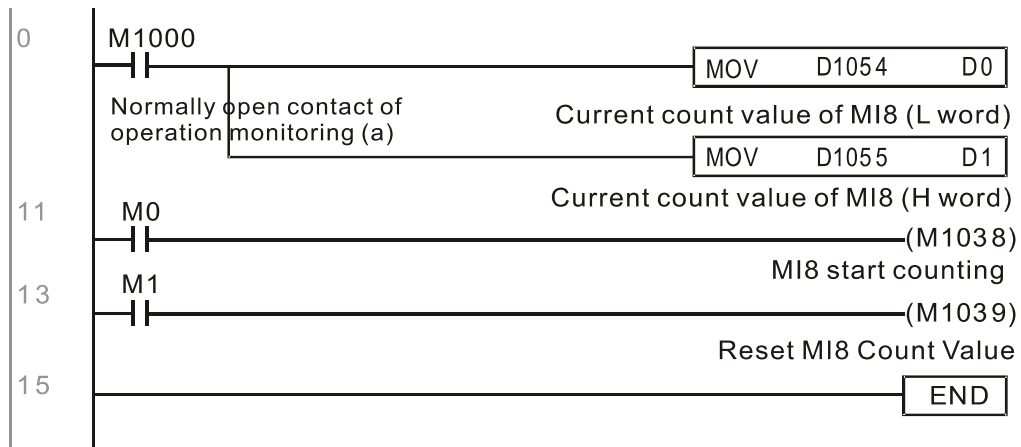 0
M1000
MOV D1054 D0
Normally open contact of
operation monitoring (a)
Current count value of MI8 (L word)
MOV D1055 D1
Current count value of MI8 (H word)
11
M0
(M1038)
MI8 start counting
13
M1
(M1039)
Reset MI8 Count Value
15
END